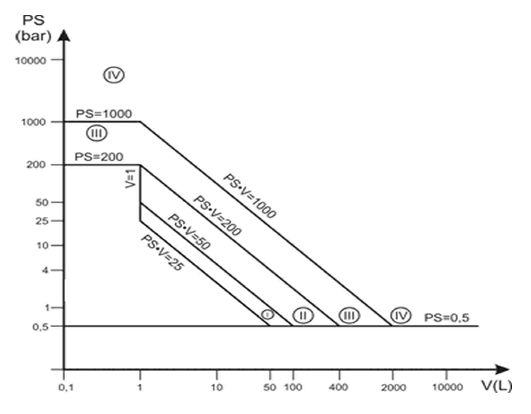 PS
(bar)
10000
IV
PS=1000
1000
III
PS=200
200
V=1
PS•V=1000
PS•V=200
50
PS•V=50
25
PS•V=25
10
4
1
I
II
III
IV
PS=0,5
0,5
0,1
1
10
50
100
400
2000
10000
V(L)